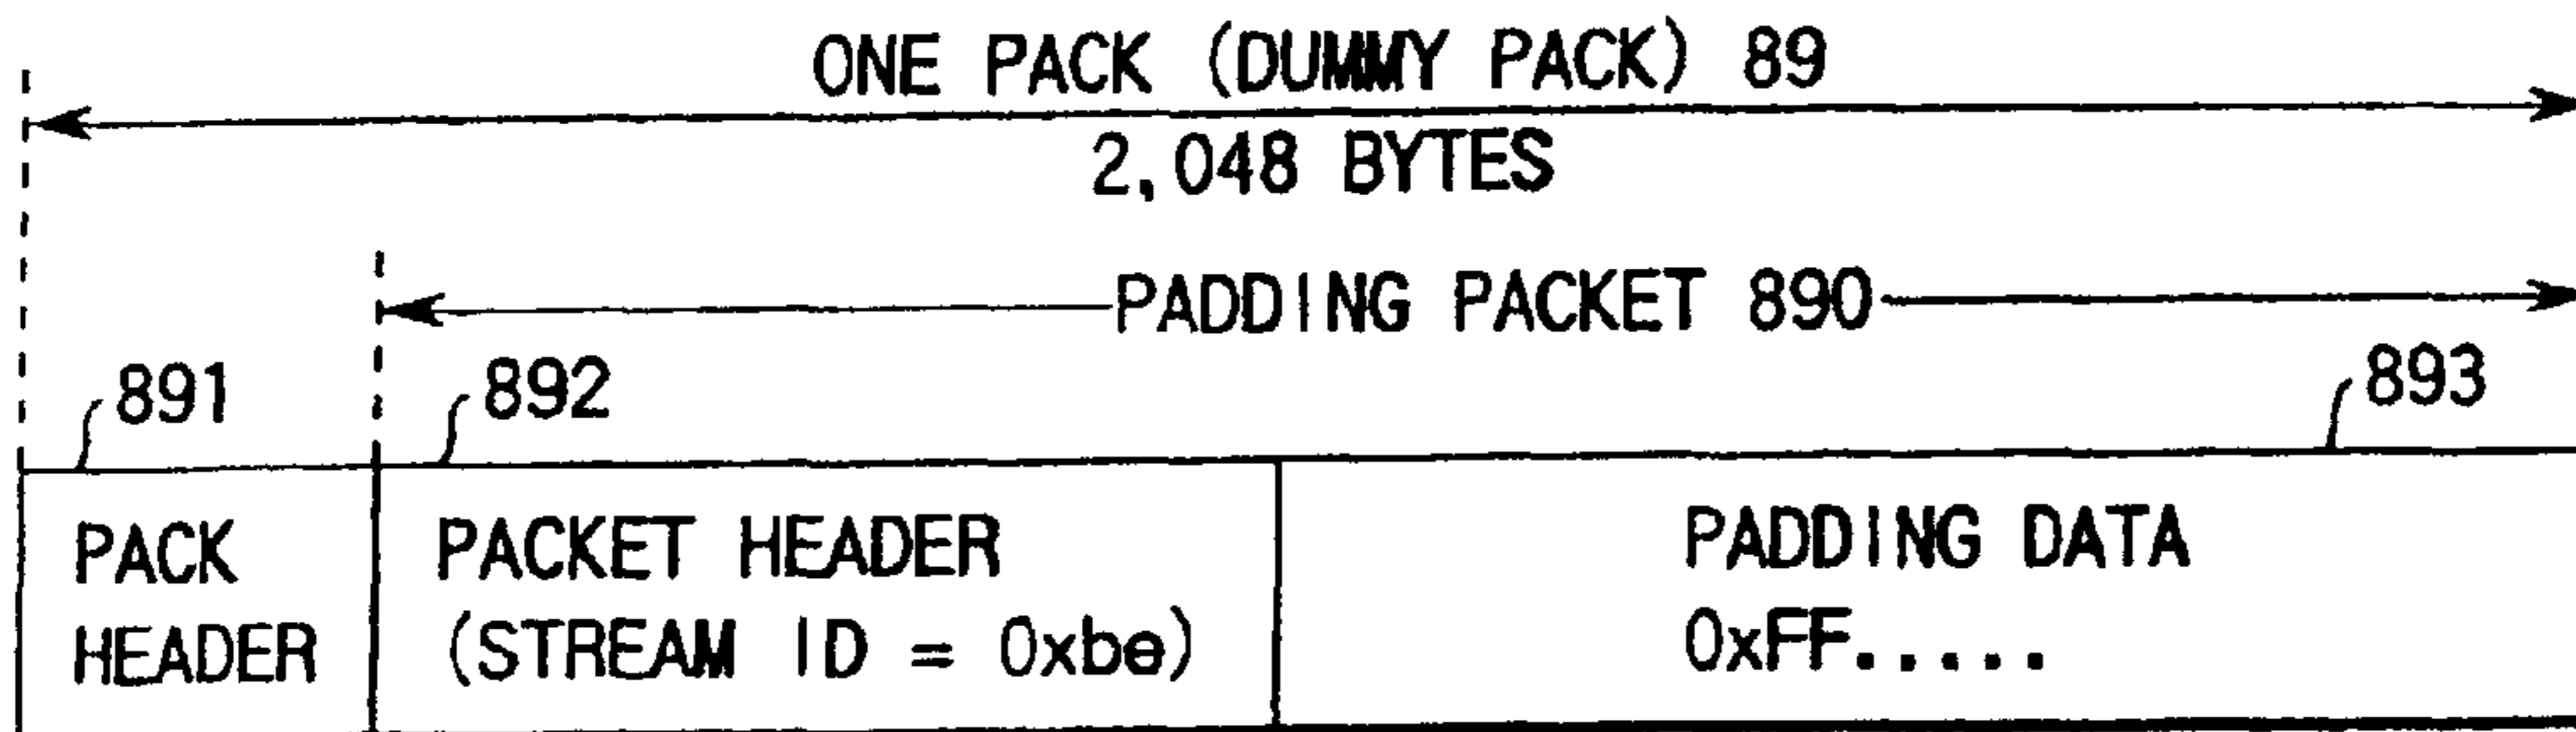 ONE PACK (DUMMY PACK) 89
2,048 BYTES
PADDING PACKET 890
891
892
893
PACK
HEADER
PACKET HEADER
(STREAM ID = 0xbe)
PADDING DATA
0xFF.....